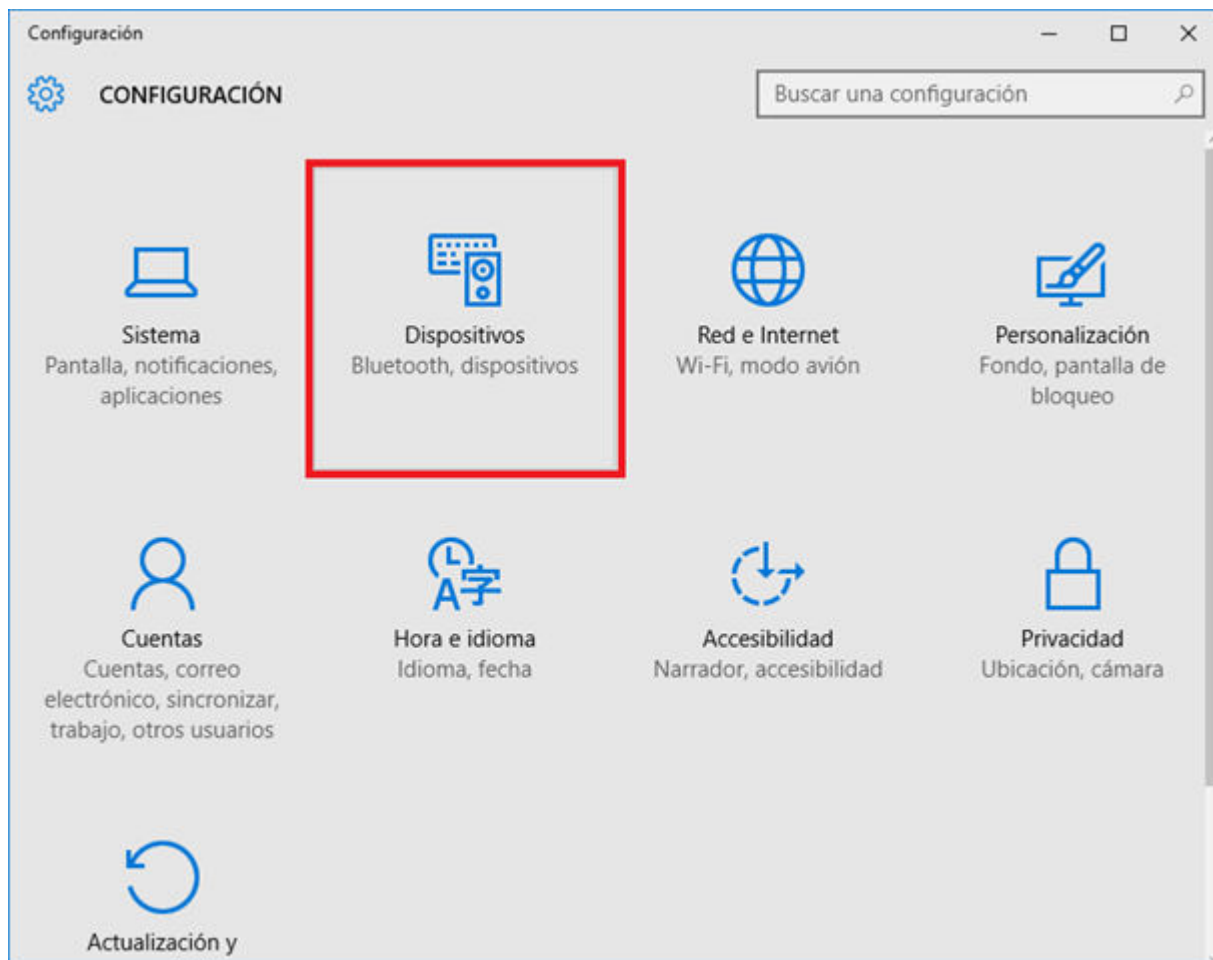 Configuración
CONFIGURACIÓN
Buscar una configuración
Sistema
Pantalla, notificaciones,
aplicaciones
Dispositivos
Bluetooth, dispositivos
Red e Internet
Wi-Fi, modo avión
Personalización
Fondo, pantalla de
bloqueo
Cuentas
Cuentas, correo
electrónico, sincronizar,
trabajo, otros usuarios
Hora e idioma
Idioma, fecha
Accesibilidad
Narrador, accesibilidad
Privacidad
Ubicación, cámara
Actualización y